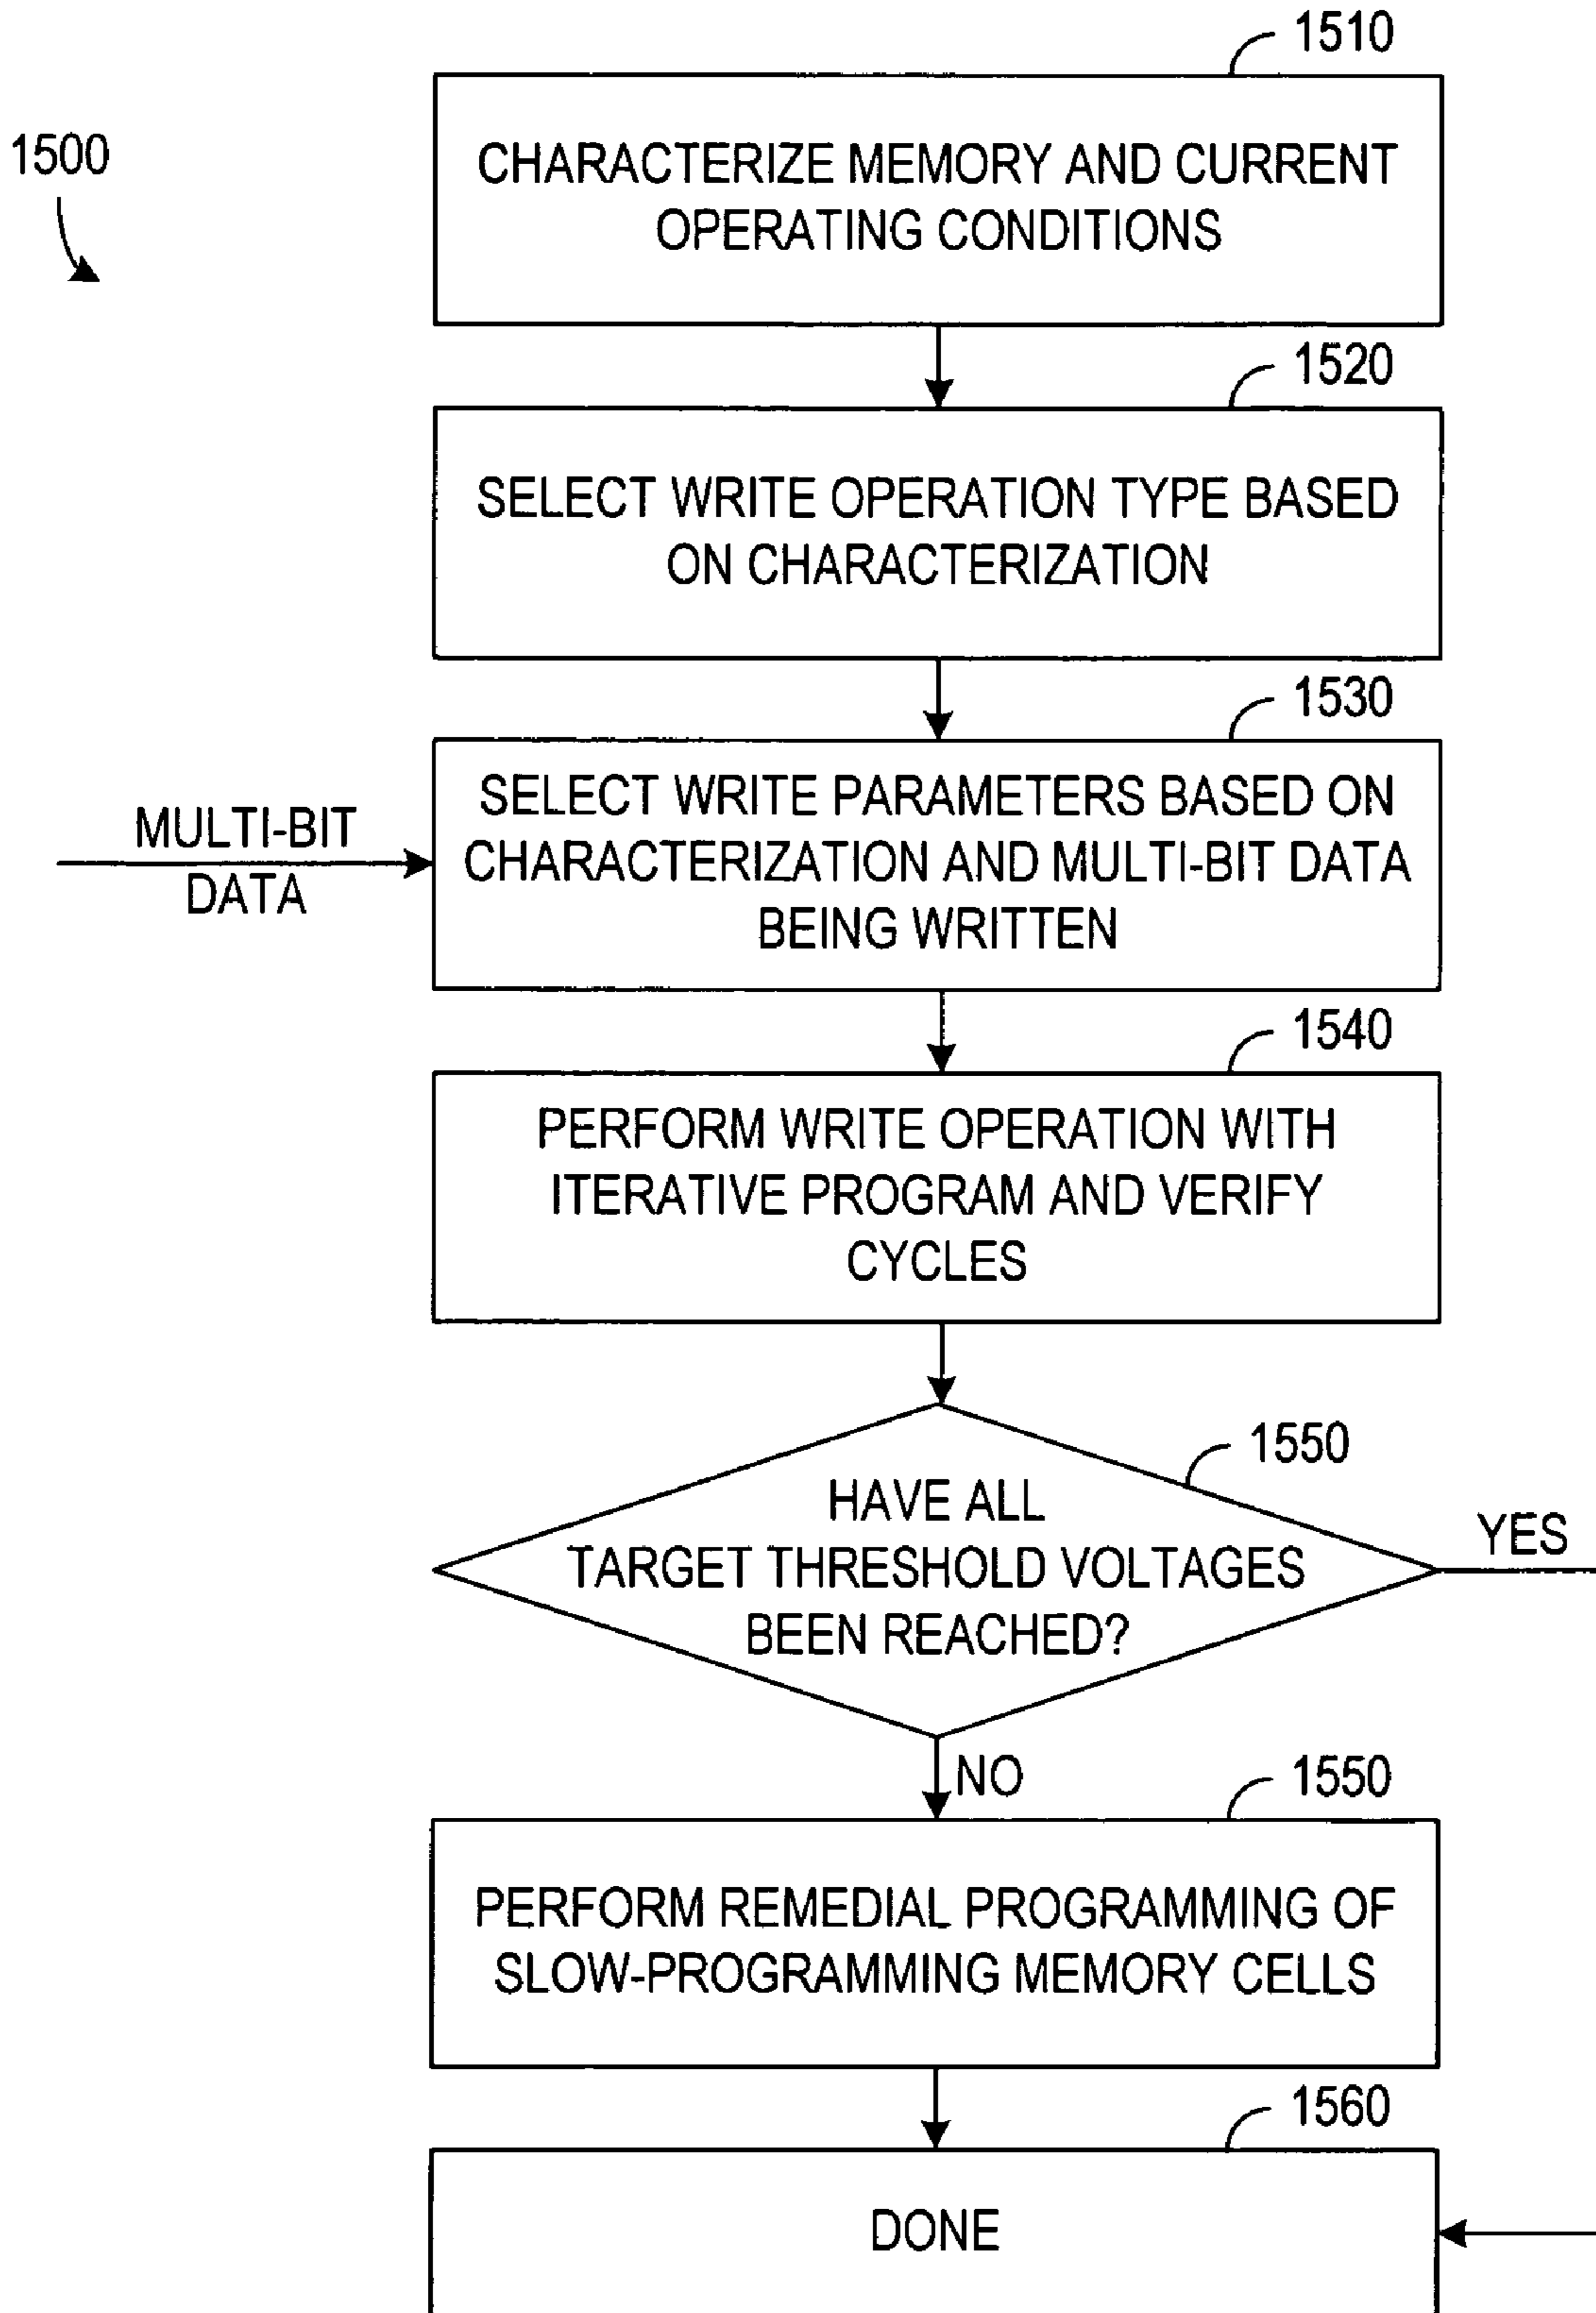 1510
1500
CHARACTERIZE MEMORY AND CURRENT
OPERATING CONDITIONS
1520
SELECT WRITE OPERATION TYPE BASED
ON CHARACTERIZATION
1530
MULTI-BIT
DATA
SELECT WRITE PARAMETERS BASED ON
CHARACTERIZATION AND MULTI-BIT DATA
BEING WRITTEN
1540
PERFORM WRITE OPERATION WITH
ITERATIVE PROGRAM AND VERIFY
CYCLES
1550
HAVE ALL
TARGET THRESHOLD VOLTAGES
BEEN REACHED?
YES
NO
1550
PERFORM REMEDIAL PROGRAMMING OF
SLOW-PROGRAMMING MEMORY CELLS
1560
DONE